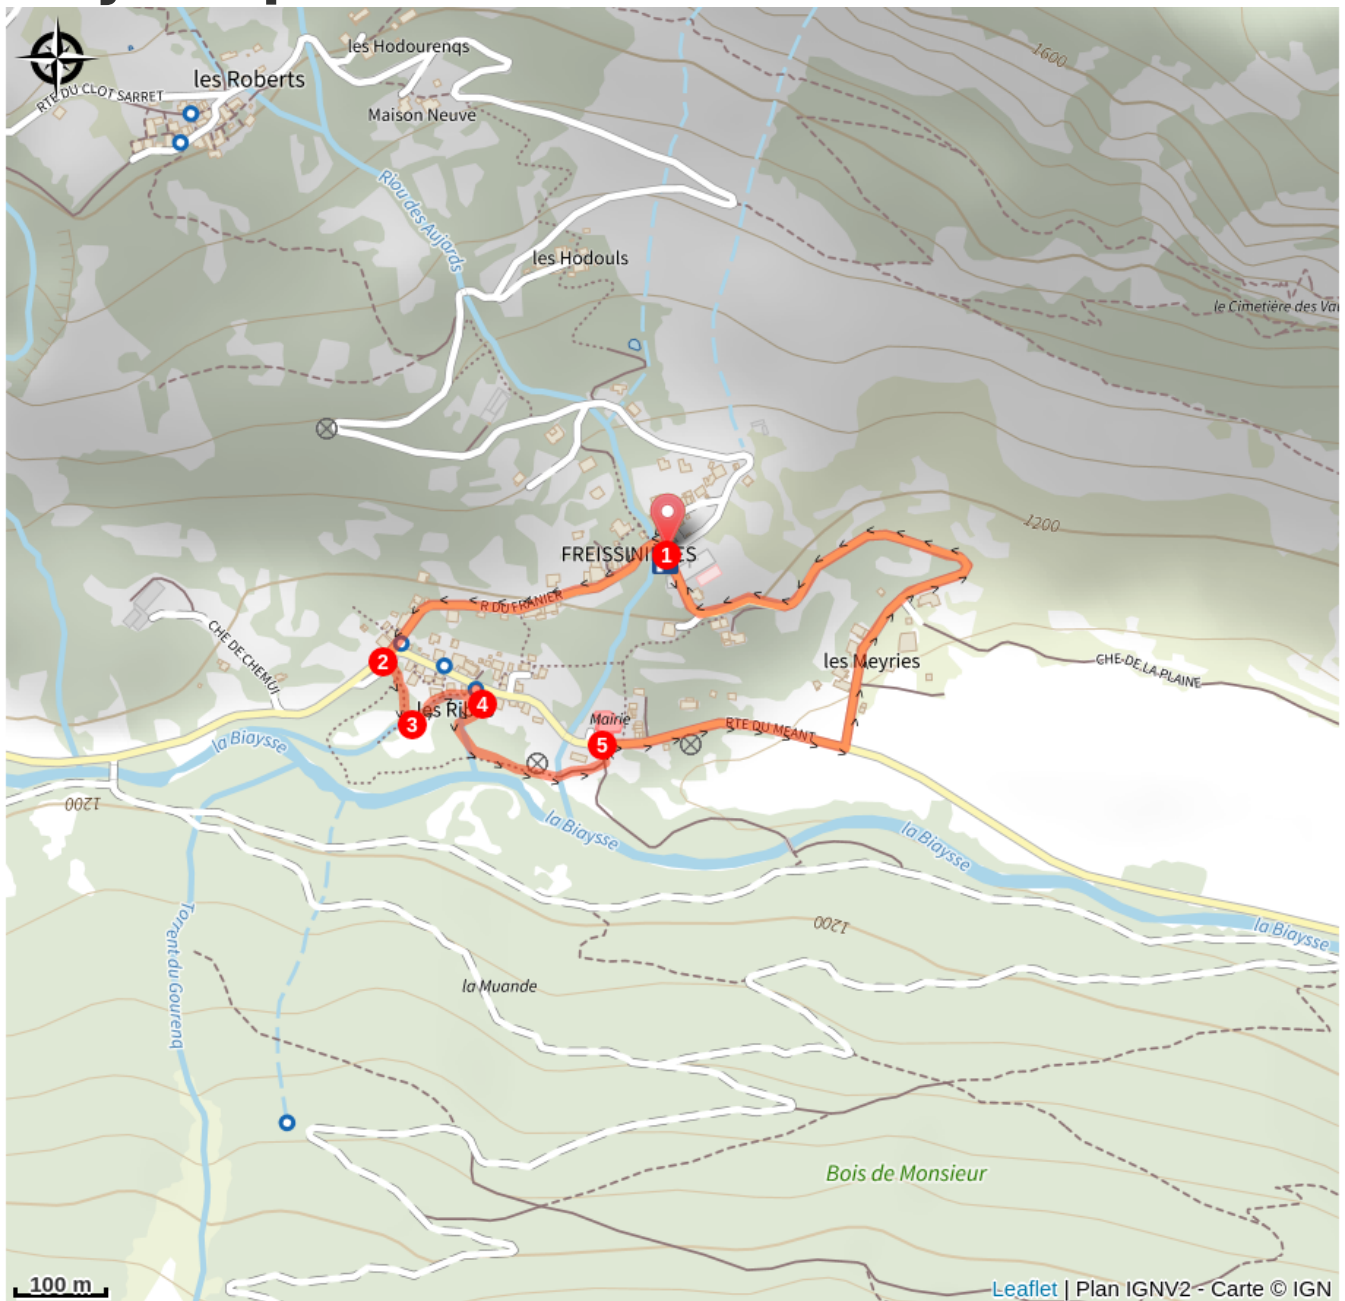 les Hodourenqs
les Roberts
RTE DU CLOT SARRET
Maison Neuve
1600
Riou des Aujards
les Hodouls
le Cimetière des Va
1200
FREISSINI
ES
1
R DU FRANIER
2
CHE DE CHEMUI
les Meyries
CHE DE LA PLAINE
les Ri
4
3
Mairie
RTE DU MEANT
5
la Biaysse
1200
la Biaysse
la Biaysse
1200
la Biaysse
Torrent du Gourenq
la Muande
Bois de Monsieur
100 m
Leaflet | Plan IGNV2 - Carte © IGN